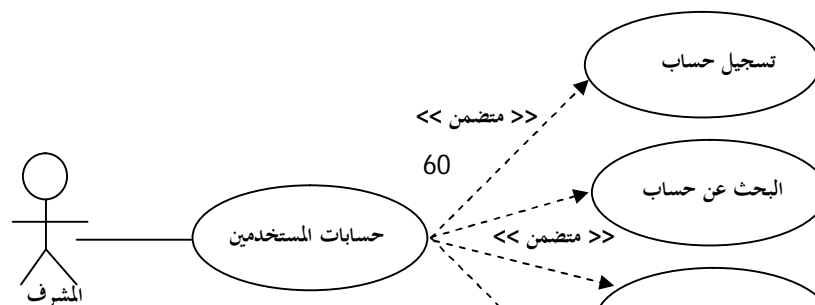 تسجيل حساب
<< متضمن >>
60
البحث عن حساب
<< متضمن >>
حسابات المستخدمين
المشرف